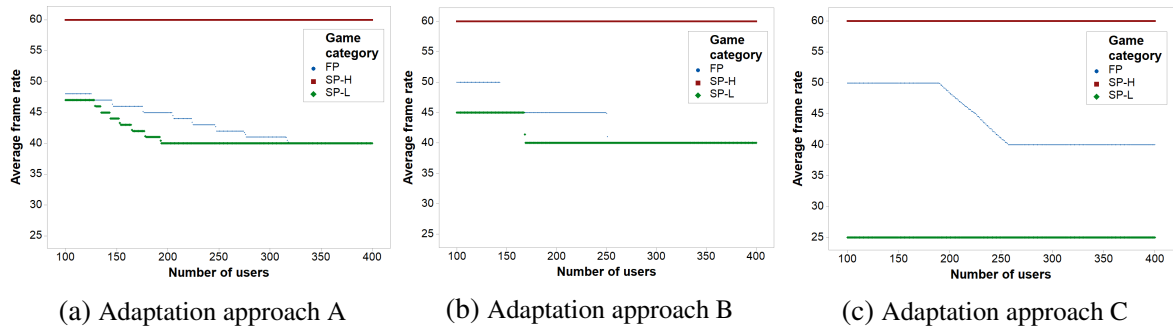 60
55
50
45
40
35
30
25
Average frame rate
100 150 200 250 300 350 400
Number of users
Game
category
FP
SP-H
SP-L
(a) Adaptation approach A
60
55
50
45
40
35
30
25
Average frame rate
100 150 200 250 300 350 400
Number of users
Game
category
FP
SP-H
SP-L
(b) Adaptation approach B
60
55
50
45
40
35
30
25
Average frame rate
100 150 200 250 300 350 400
Number of users
Game
category
FP
SP-H
SP-L
(c) Adaptation approach C